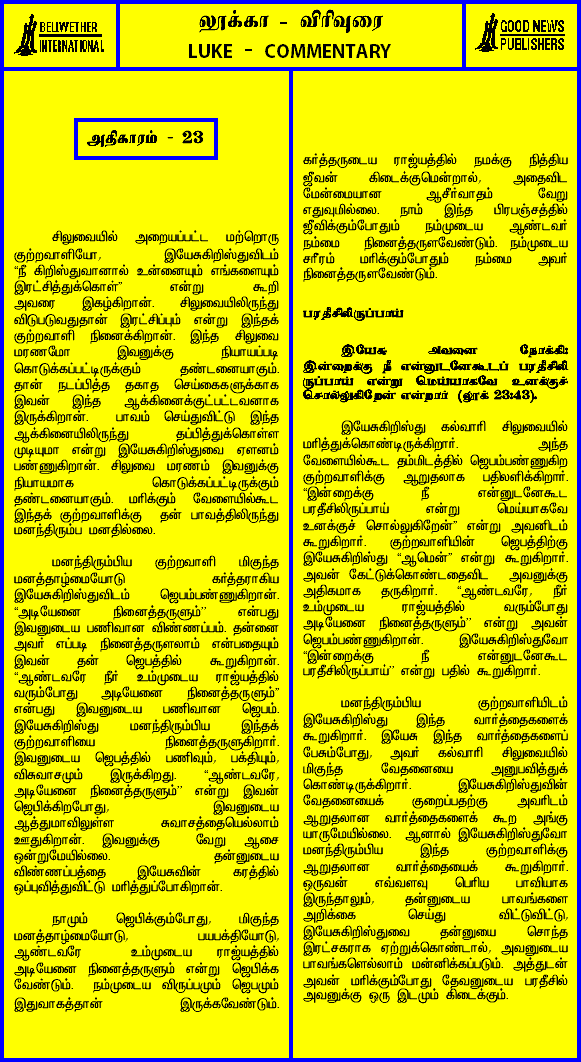 BELLWETHER
INTERNATIONAL
லூக்கா - விரிவுரை
LUKE - COMMENTARY
GOOD NEWS
PUBLISHERS
அதிகாரம் - 23
சிலுவையில் அறையப்பட்ட மற்றொரு
குற்றவாளியோ, இயேசுகிறிஸ்துவிடம்
“நீ கிறிஸ்துவானால் உன்னையும் எங்களையும்
இரட்சித்துக்கொள்” என்று கூறி
அவரை இகழ்கிறான். சிலுவையிலிருந்து
விடுபடுவதுதான் இரட்சிப்பும் என்று இந்தக்
குற்றவாளி நினைக்கிறான். இந்த சிலுவை
மரணமோ இவனுக்கு நியாயப்படி
கொடுக்கப்பட்டிருக்கும் தண்டனையாகும்.
தான் நடப்பித்த தகாத செய்கைகளுக்காக
இவன் இந்த ஆக்கினைக்குட்பட்டவனாக
இருக்கிறான். பாவம் செய்துவிட்டு இந்த
ஆக்கினையிலிருந்து தப்பித்துக்கொள்ள
முடியுமா என்று இயேசுகிறிஸ்துவை ஏளனம்
பண்ணுகிறான். சிலுவை மரணம் இவனுக்கு
நியாயமாக கொடுக்கப்பட்டிருக்கும்
தண்டனையாகும். மரிக்கும் வேளையில்கூட
இந்தக் குற்றவாளிக்கு தன் பாவத்திலிருந்து
மனந்திரும்ப மனதில்லை.
மனந்திரும்பிய குற்றவாளி மிகுந்த
மனத்தாழ்மையோடு கர்த்தராகிய
இயேசுகிறிஸ்துவிடம் ஜெபம்பண்ணுகிறான்.
“அடியேனை நினைத்தருளும்” என்பது
இவனுடைய பணிவான விண்ணப்பம். தன்னை
அவர் எப்படி நினைத்தருளலாம் என்பதையும்
இவன் தன் ஜெபத்தில் கூறுகிறான்.
“ஆண்டவரே நீர் உம்முடைய ராஜ்யத்தில்
வரும்போது அடியேனை நினைத்தருளும்”
என்பது இவனுடைய பணிவான ஜெபம்.
இயேசுகிறிஸ்து மனந்திரும்பிய இந்தக்
குற்றவாளியை நினைத்தருளுகிறார்.
இவனுடைய ஜெபத்தில் பணிவும், பக்தியும்,
விசுவாசமும் இருக்கிறது. “ஆண்டவரே,
அடியேனை நினைத்தருளும்” என்று இவன்
ஜெபிக்கிறபோது, இவனுடைய
ஆத்துமாவிலுள்ள சுவாசத்தையெல்லாம்
ஊதுகிறான். இவனுக்கு வேறு ஆசை
ஒன்றுமேயில்லை. தன்னுடைய
விண்ணப்பத்தை இயேசுவின் கரத்தில்
ஒப்புவித்துவிட்டு மரித்துப்போகிறான்.
நாமும் ஜெபிக்கும்போது, மிகுந்த
மனத்தாழ்மையோடு, பயபக்தியோடு,
ஆண்டவரே உம்முடைய ராஜ்யத்தில்
அடியேனை நினைத்தருளும் என்று ஜெபிக்க
வேண்டும். நம்முடைய விருப்பமும் ஜெபமும்
இதுவாகத்தான் இருக்கவேண்டும்.
கர்த்தருடைய ராஜ்யத்தில் நமக்கு நித்திய
ஜீவன் கிடைக்குமென்றால், அதைவிட
மேன்மையான ஆசீர்வாதம் வேறு
எதுவுமில்லை. நாம் இந்த பிரபஞ்சத்தில்
ஜீவிக்கும்போதும் நம்முடைய ஆண்டவர்
நம்மை நினைத்தருளவேண்டும். நம்முடைய
சரீரம் மரிக்கும்போதும் நம்மை அவர்
நினைத்தருளவேண்டும்.
பரதீசிலிருப்பாய்
இயேசு அவனை நோக்கி:
இன்றைக்கு நீ என்னுடனேகூடப் பரதீசிலி
ருப்பாய் என்று மெய்யாகவே உனக்குச்
சொல்லுகிறேன் என்றார் (லூக் 23:43).
இயேசுகிறிஸ்து கல்வாரி சிலுவையில்
மரித்துக்கொண்டிருக்கிறார். அந்த
வேளையில்கூட தம்மிடத்தில் ஜெபம்பண்ணுகிற
குற்றவாளிக்கு ஆறுதலாக பதிலளிக்கிறார்.
“இன்றைக்கு நீ என்னுடனேகூட
பரதீசிலிருப்பாய் என்று மெய்யாகவே
உனக்குச் சொல்லுகிறேன்” என்று அவனிடம்
கூறுகிறார். குற்றவாளியின் ஜெபத்திற்கு
இயேசுகிறிஸ்து “ஆமென்” என்று கூறுகிறார்.
அவன் கேட்டுக்கொண்டதைவிட அவனுக்கு
அதிகமாக தருகிறார். “ஆண்டவரே, நீர்
உம்முடைய ராஜ்யத்தில் வரும்போது
அடியேனை நினைத்தருளும்” என்று அவன்
ஜெபம்பண்ணுகிறான். இயேசுகிறிஸ்துவோ
“இன்றைக்கு நீ என்னுடனேகூட
பரதீசிலிருப்பாய்” என்று பதில் கூறுகிறார்.
மனந்திரும்பிய குற்றவாளியிடம்
இயேசுகிறிஸ்து இந்த வார்த்தைகளைக்
கூறுகிறார். இயேசு இந்த வார்த்தைகளைப்
பேசும்போது, அவர் கல்வாரி சிலுவையில்
மிகுந்த வேதனையை அனுபவித்துக்
கொண்டிருக்கிறார். இயேசுகிறிஸ்துவின்
வேதனையைக் குறைப்பதற்கு அவரிடம்
ஆறுதலான வார்த்தைகளைக் கூற அங்கு
யாருமேயில்லை. ஆனால் இயேசுகிறிஸ்துவோ
மனந்திரும்பிய இந்த குற்றவாளிக்கு
ஆறுதலான வார்த்தையைக் கூறுகிறார்.
ஒருவன் எவ்வளவு பெரிய பாவியாக
இருந்தாலும், தன்னுடைய பாவங்களை
அறிக்கை செய்து விட்டுவிட்டு,
இயேசுகிறிஸ்துவை தன்னுடைய சொந்த
இரட்சகராக ஏற்றுக்கொண்டால், அவனுடைய
பாவங்களெல்லாம் மன்னிக்கப்படும். அத்துடன்
அவன் மரிக்கும்போது தேவனுடைய பரதீசில்
அவனுக்கு ஒரு இடமும் கிடைக்கும்.